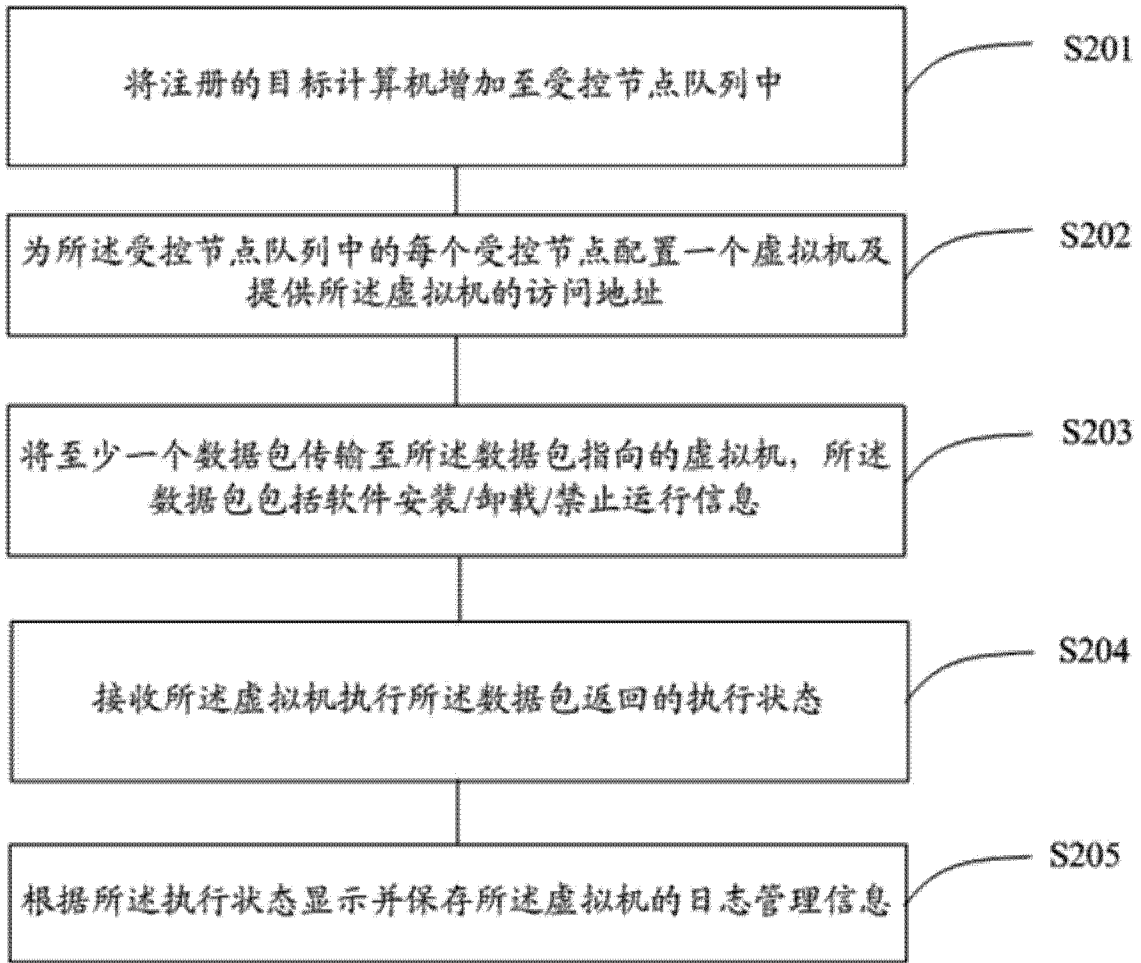 将注册的目标计算机增加至受控节点队列中
S201
为所述受控节点队列中的每个受控节点配置一个虚拟机及
提供所述虚拟机的访问地址
S202
将至少一个数据包传输至所述数据包指向的虚拟机，所述
数据包包括软件安装/卸载/禁止运行信息
S203
接收所述虚拟机执行所述数据包返回的执行状态
S204
根据所述执行状态显示并保存所述虚拟机的日志管理信息
S205